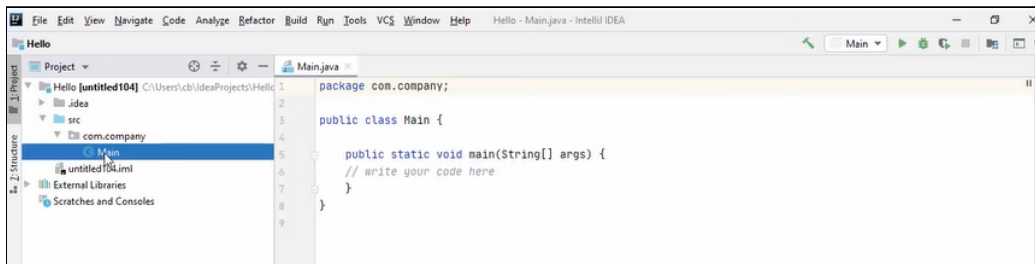 File Edit View Navigate Code Analyze Refactor Build Run Tools VCS Window Help Hello - Main.java - IntelliJ IDEA
Hello
Main
Project
Main.java
1: Project
Hello [untitled104] C:\Users\cb\IdeaProjects\Hello
.idea
src
com.company
Main
untitled104.iml
External Libraries
Scratches and Consoles
Z: Structure
1 package com.company;
2
3 public class Main {
4
5 public static void main(String[] args) {
6 // write your code here
7 }
8 }
9